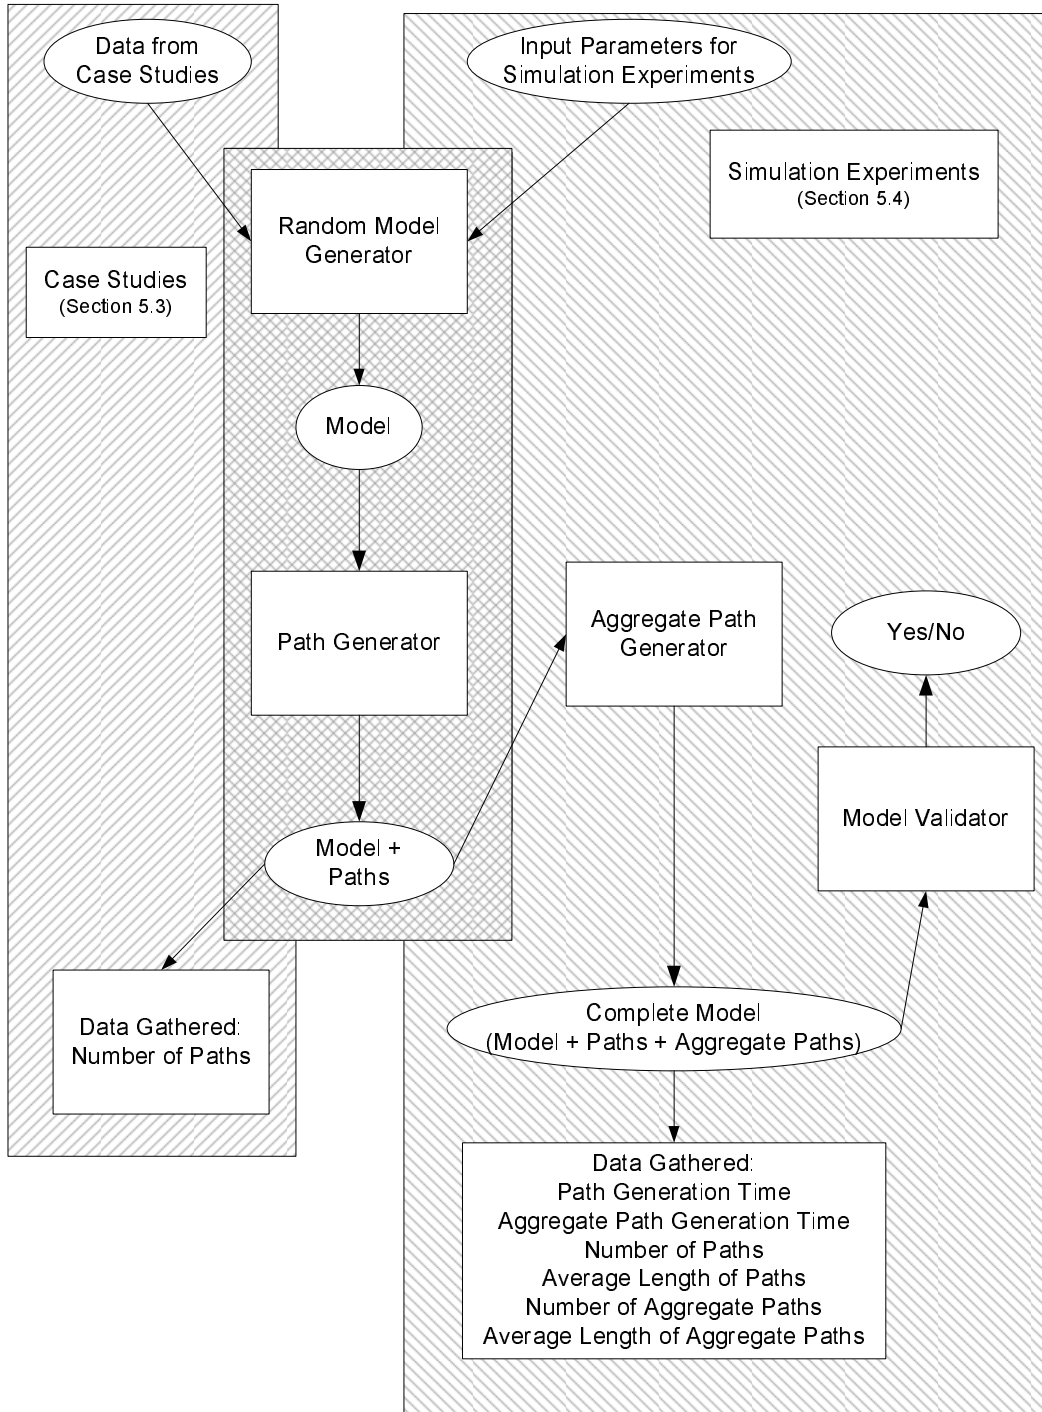 Data from
Case Studies
Input Parameters for
Simulation Experiments
Simulation Experiments
(Section 5.4)
Random Model
Generator
Case Studies
(Section 5.3)
Model
Path Generator
Aggregate Path
Generator
Yes/No
Model Validator
Model +
Paths
Data Gathered:
Number of Paths
Complete Model
(Model + Paths + Aggregate Paths)
Data Gathered:
Path Generation Time
Aggregate Path Generation Time
Number of Paths
Average Length of Paths
Number of Aggregate Paths
Average Length of Aggregate Paths